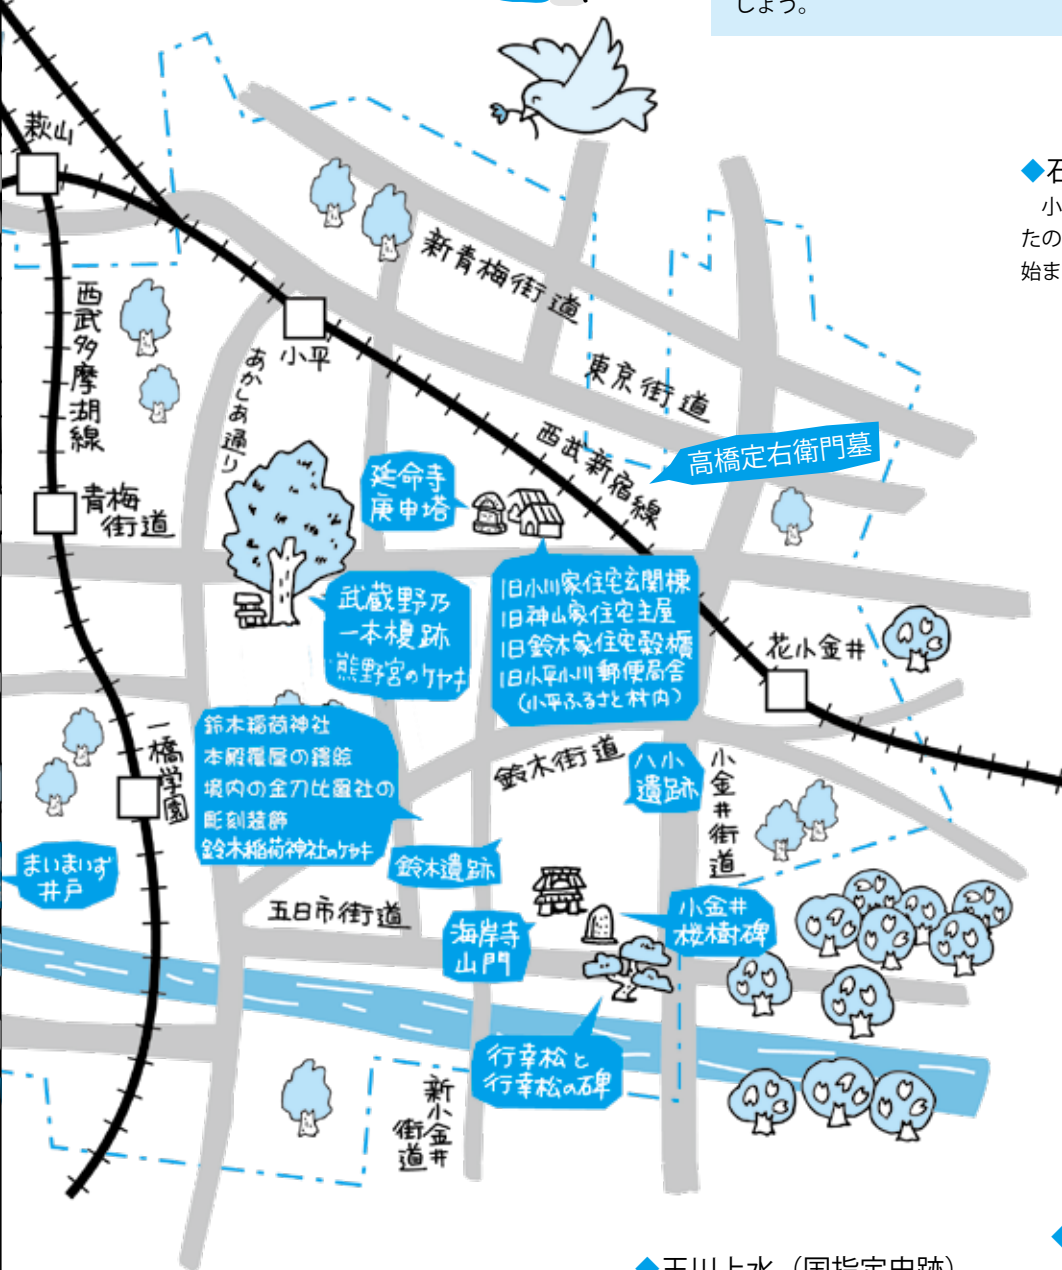 しょう。
萩山
◆石
小
たの
始ま
新青梅街道
西武多摩湖線
小平
あかしあ通り
東京街道
西武新宿線
高橋定右衛門墓
延命寺
庚申塔
青梅
街道
武蔵野乃
一本榎跡
熊野宮のケヤキ
旧小川家住宅玄関棟
旧神山家住宅主屋
旧鈴木家住宅穀櫃
旧小平小川郵便局舎
(小平ふるさと村内)
花小金井
鈴木稲荷神社
本殿覆屋の鏝絵
境内の金刀比羅社の
彫刻装飾
鈴木稲荷神社のケヤキ
一橋学園
鈴木街道
八小
遺跡
小金井街道
まいまいず
井戸
鈴木遺跡
五日市街道
海岸寺
山門
小金井
桜樹碑
行幸松と
行幸松の碑
新小金井
街道
◆玉川上水（国指定史跡）